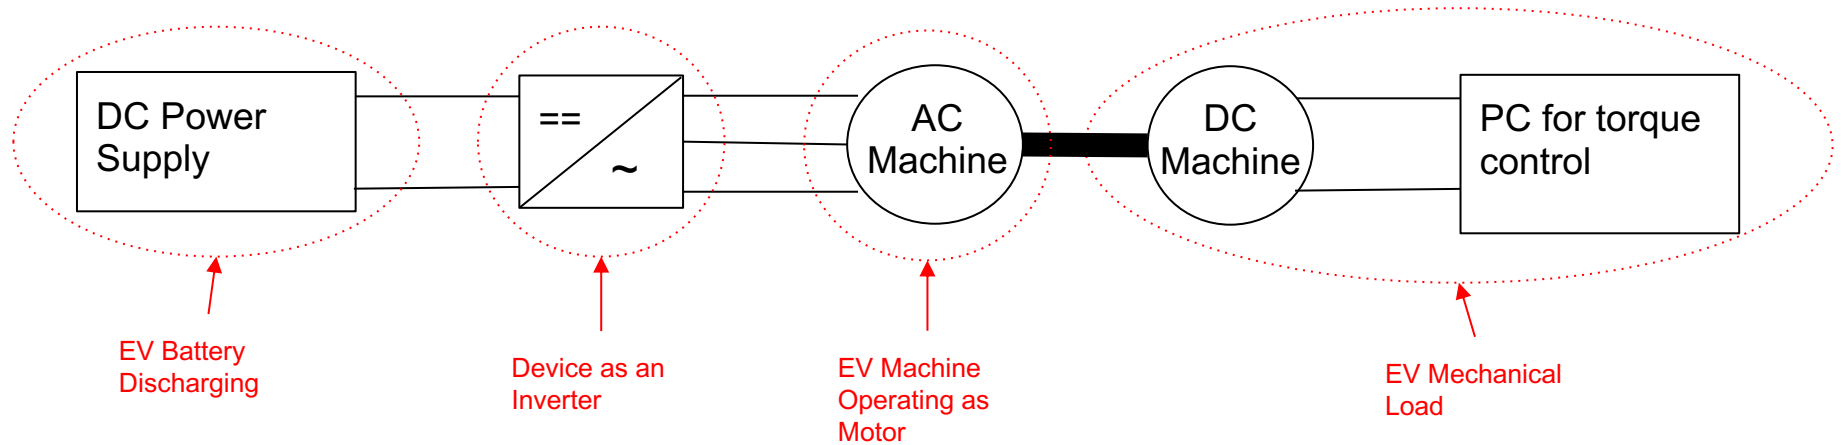 DC Power
Supply
==
~
AC
Machine
DC
Machine
PC for torque
control
EV Battery
Discharging
Device as an
Inverter
EV Machine
Operating as
Motor
EV Mechanical
Load